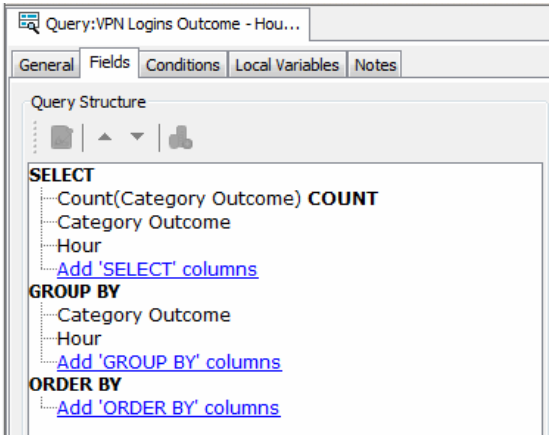 Query:VPN Logins Outcome - Hou...
General Fields Conditions Local Variables Notes
Query Structure
SELECT
Count(Category Outcome) COUNT
Category Outcome
Hour
Add 'SELECT' columns
GROUP BY
Category Outcome
Hour
Add 'GROUP BY' columns
ORDER BY
Add 'ORDER BY' columns